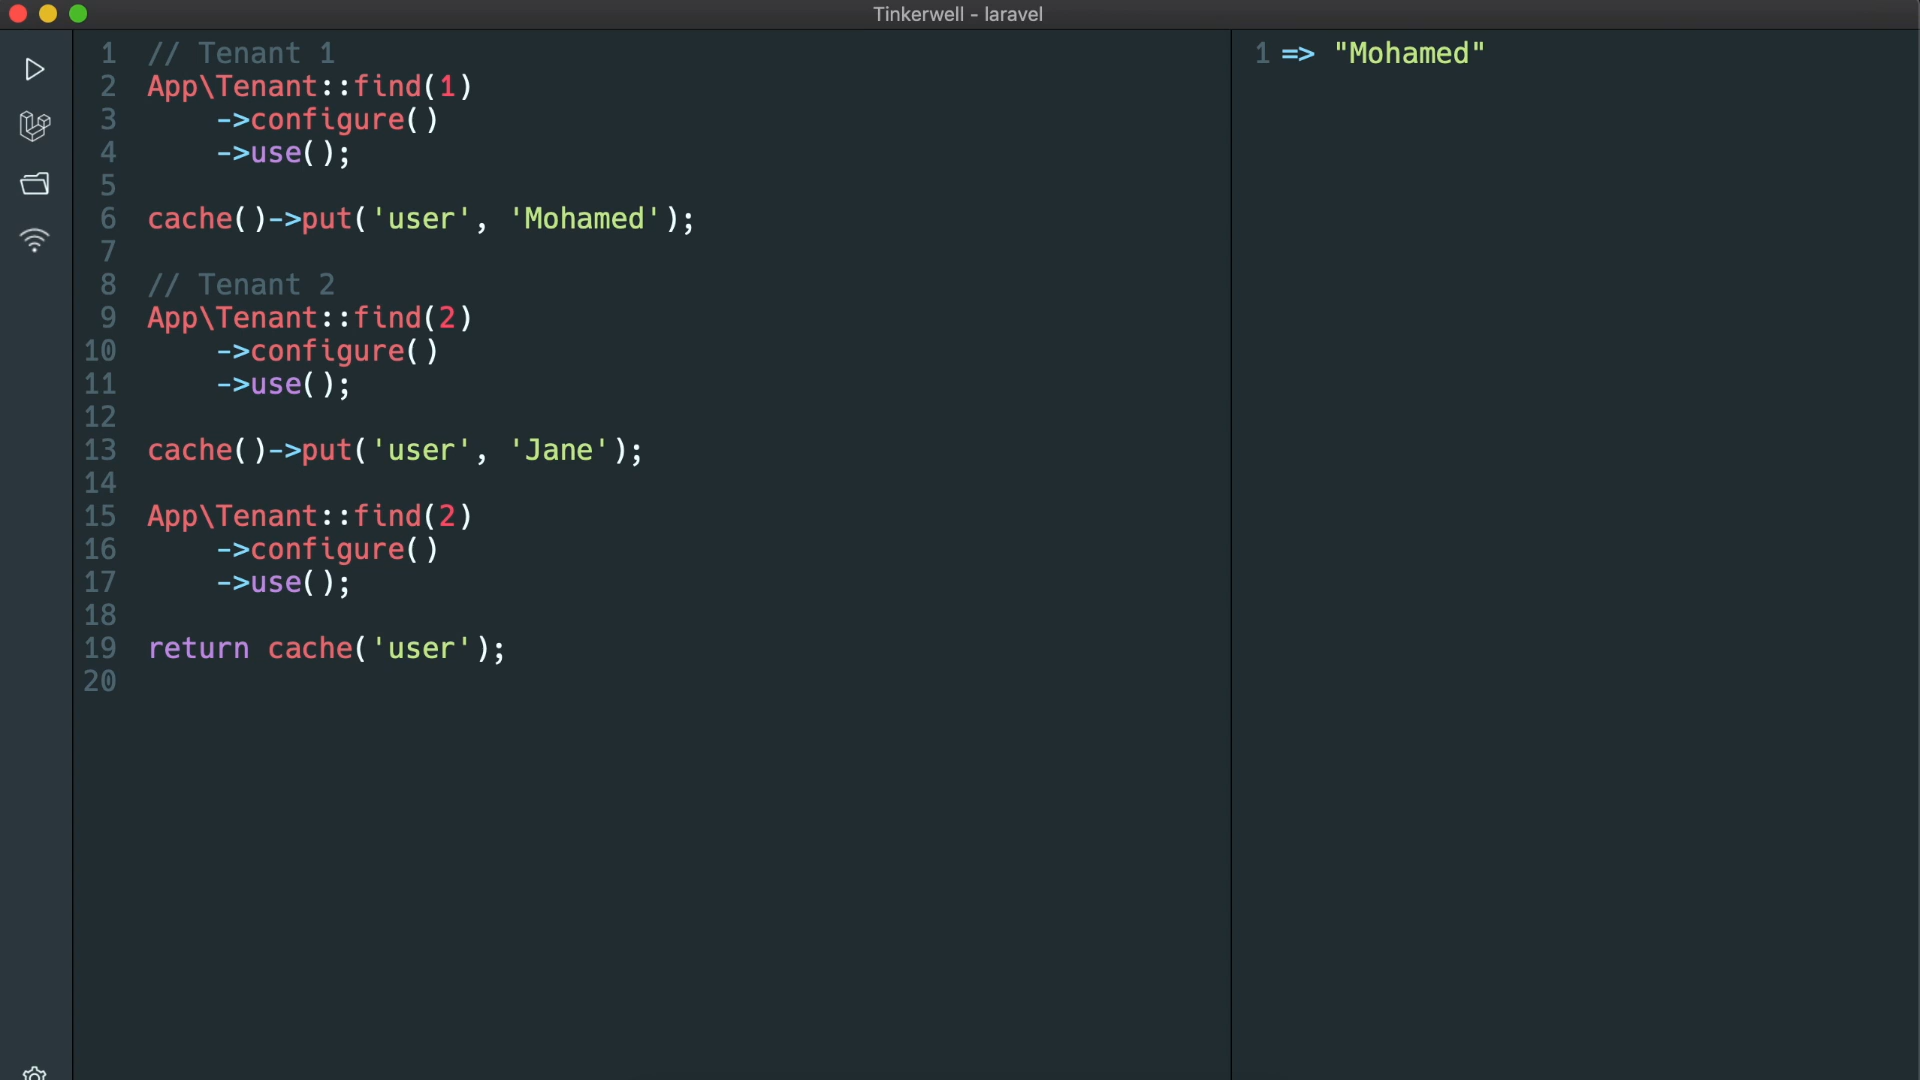 Tinkerwell - laravel
1 // Tenant 1
2 App\Tenant::find(1)
3 ->configure()
4 ->use();
5
6 cache()->put('user', 'Mohamed');
7
8 // Tenant 2
9 App\Tenant::find(2)
10 ->configure()
11 ->use();
12
13 cache()->put('user', 'Jane');
14
15 App\Tenant::find(2)
16 ->configure()
17 ->use();
18
19 return cache('user');
20
1 => "Mohamed"